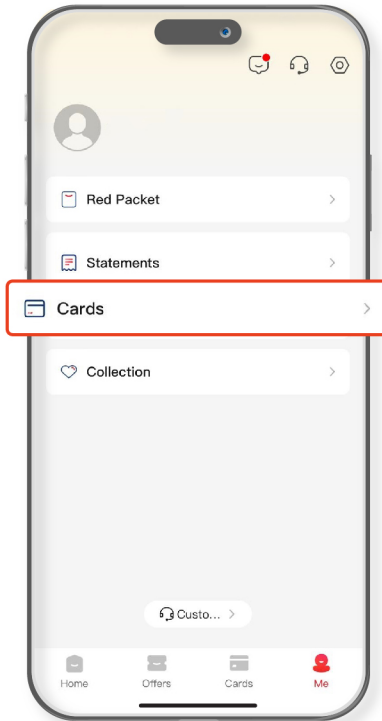 Red Packet
Statements
Cards
Collection
Custo...
Home Offers Cards Me